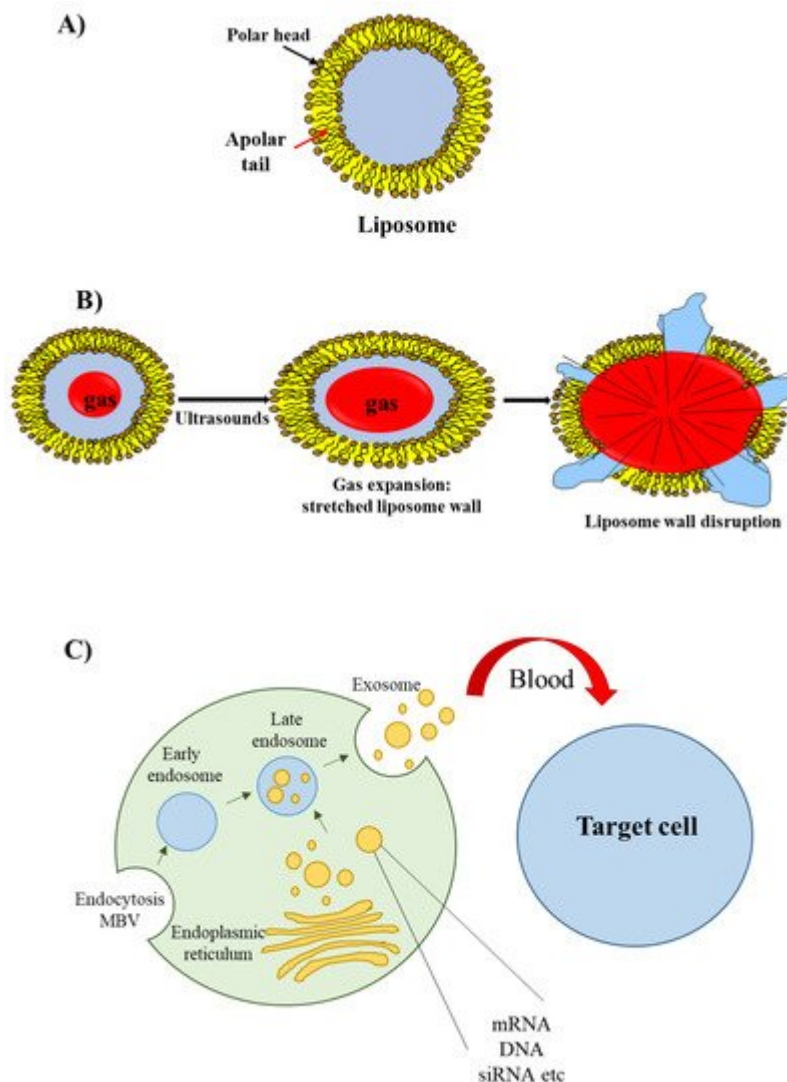 A)
Polar head
Apolar
tail
Liposome
B)
gas
Ultrasounds
gas
Gas expansion:
stretched liposome wall
Liposome wall disruption
C)
Exosome
Blood
Late
endosome
Early
endosome
Target cell
Endocytosis
MBV
Endoplasmic
reticulum
mRNA
DNA
siRNA etc